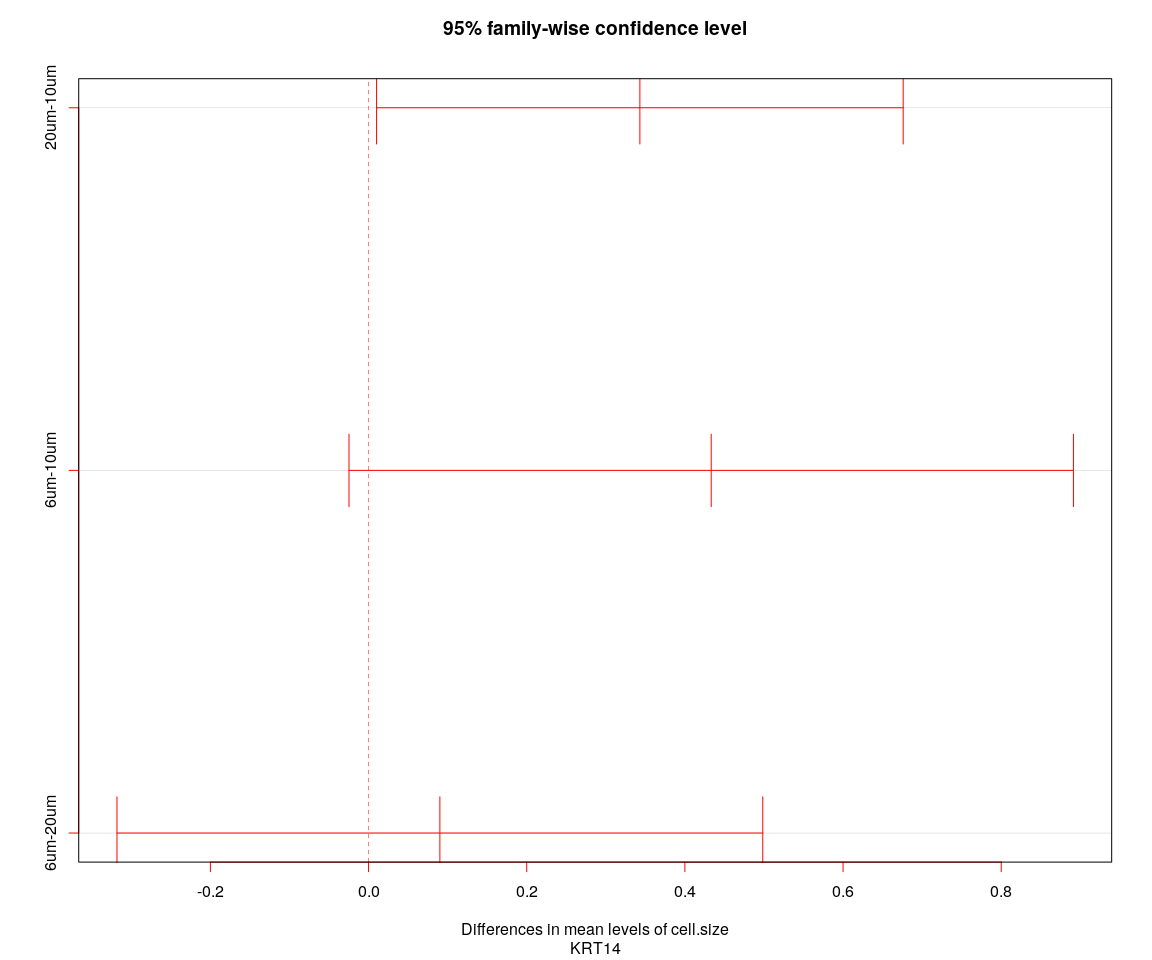 95% family-wise confidence level
20um-10um
6um-10um
6um-20um
-0.2 0.0 0.2 0.4 0.6 0.8
Differences in mean levels of cell.size
KRT14